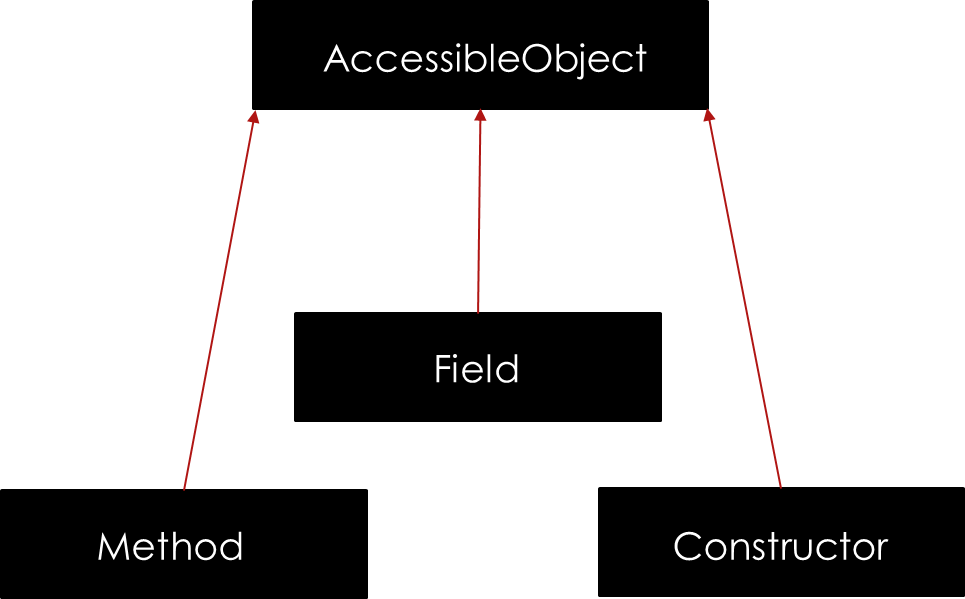 AccessibleObject
Field
Method
Constructor